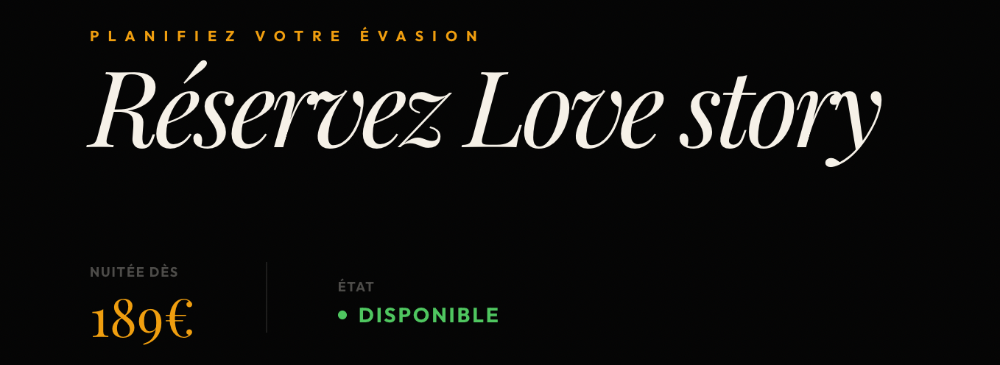 PLANIFIEZ VOTRE ÉVASION
Réservez Love story
NUITÉE DÈS
189€
ÉTAT
DISPONIBLE